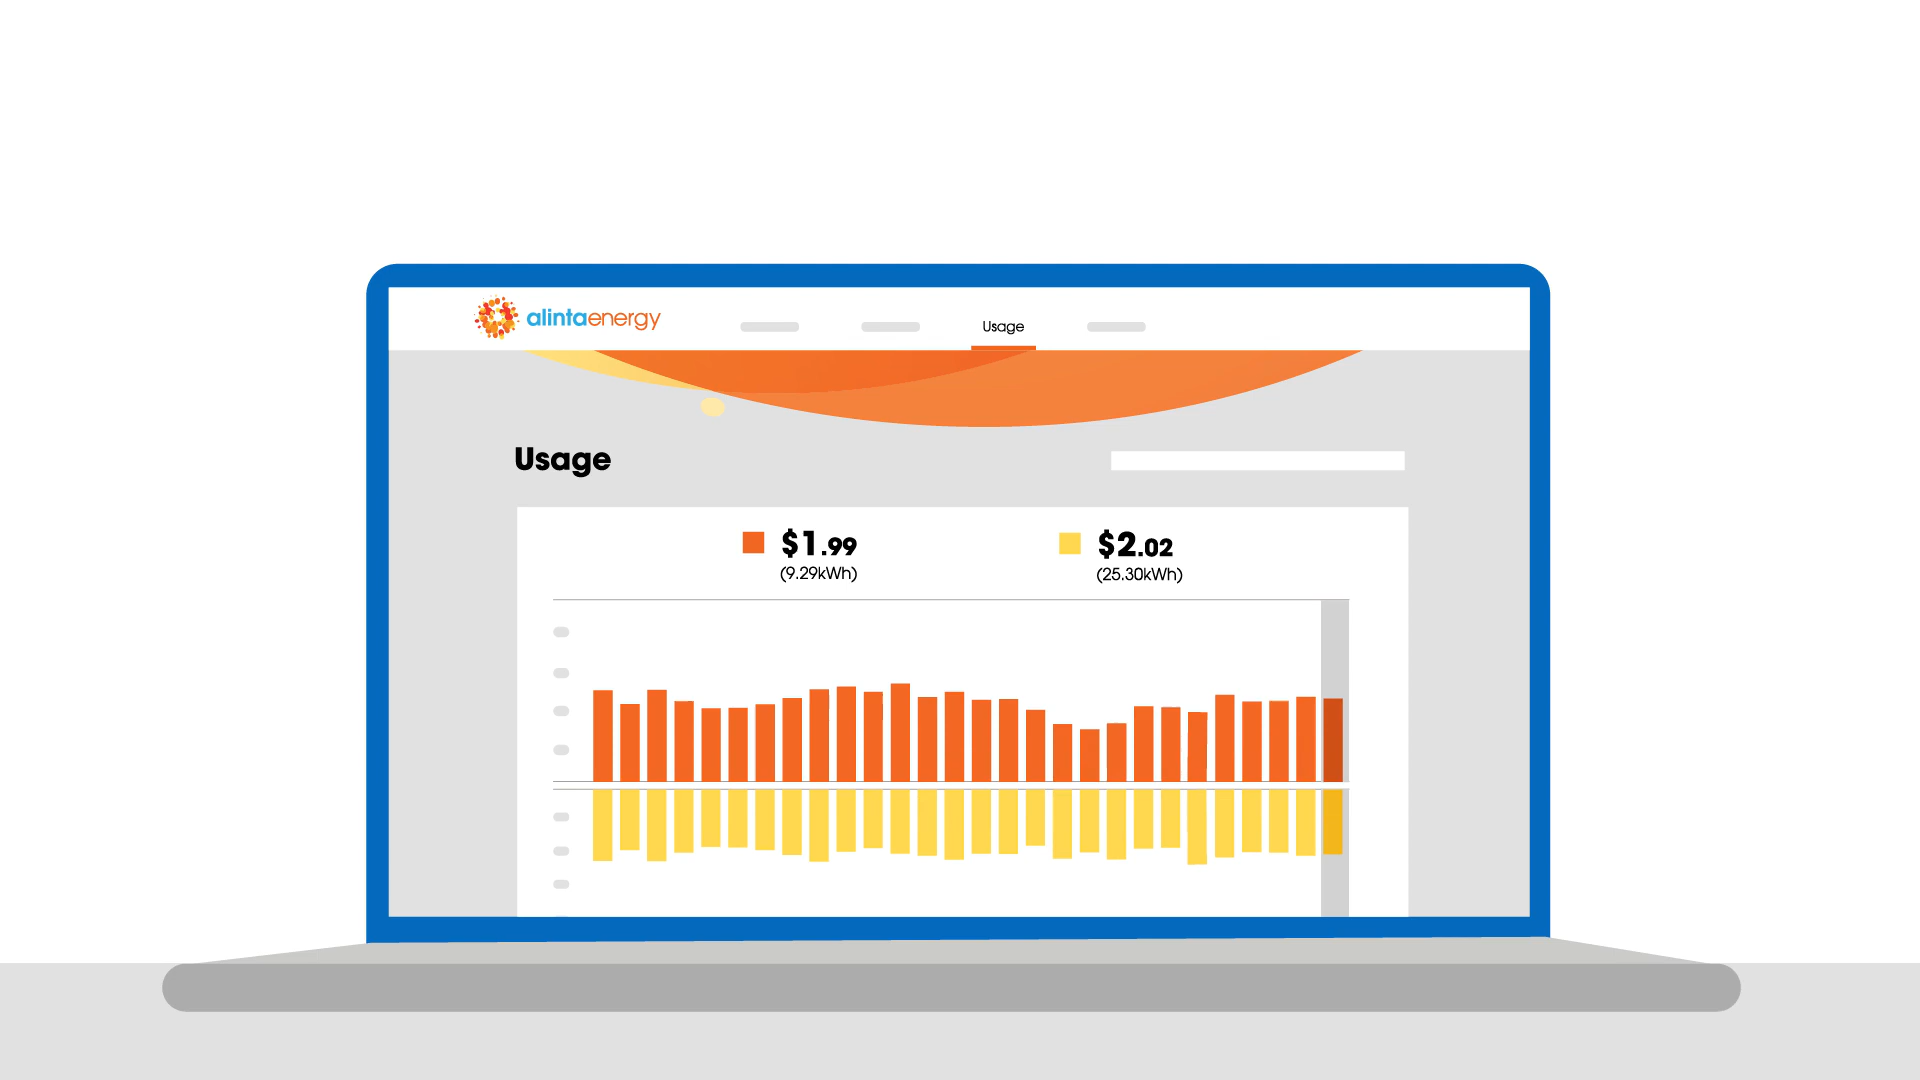 alintaenergy
Usage
Usage
$1.99
(9.29kWh)
$2.02
(25.30kWh)